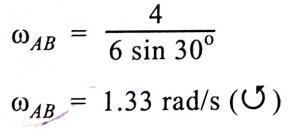 ω_AB = 4 / (6 sin 30°)
ω_AB = 1.33 rad/s (↺)